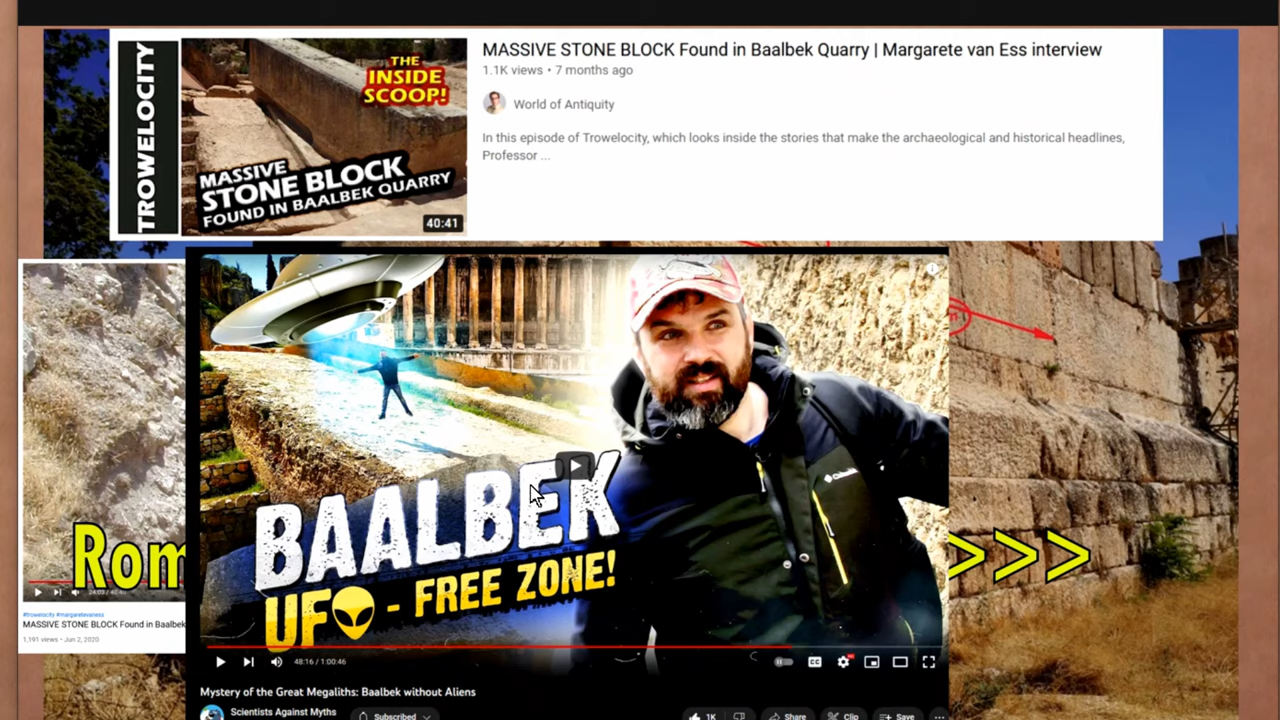 TROWELOCITY
THE
INSIDE
SCOOP!
MASSIVE
STONE BLOCK
FOUND IN BAALBEK QUARRY
40:41
MASSIVE STONE BLOCK Found in Baalbek Quarry | Margarete van Ess interview
1.1K views • 7 months ago
World of Antiquity
In this episode of Trowelocity, which looks inside the stories that make the archaeological and historical headlines,
Professor ...
Rom
>>>
#trowelocity #margaretevaness
MASSIVE STONE BLOCK Found in Baalbek
1,191 views • Jun 2, 2020
BAALBEK
UFO - FREE ZONE!
Columbia
48:16 / 1:00:46
CC
Mystery of the Great Megaliths: Baalbek without Aliens
Scientists Against Myths
Subscribed
1K
Share
Clip
Save